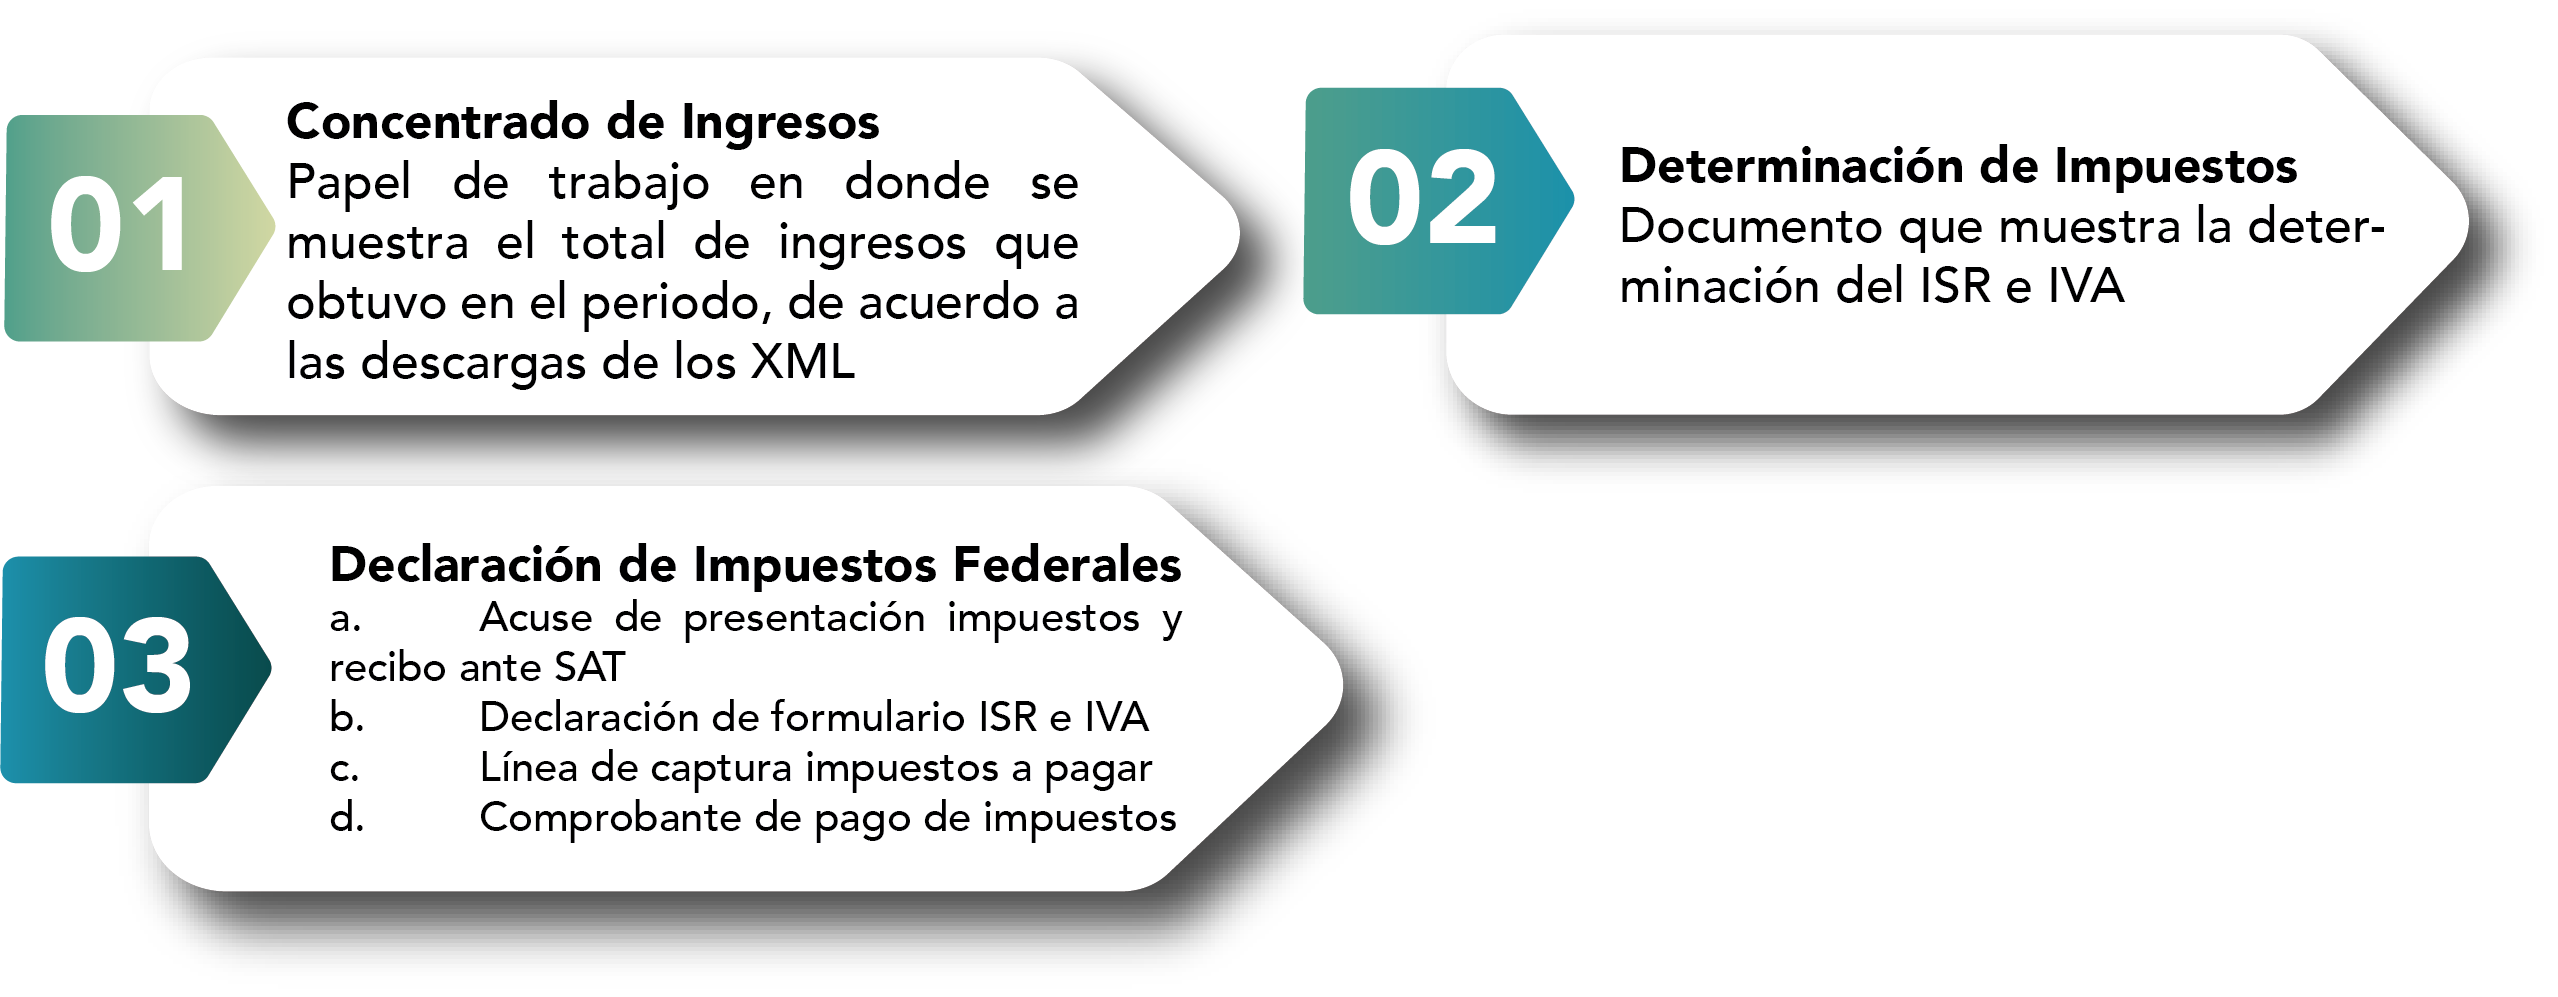 01
Concentrado de Ingresos
Papel de trabajo en donde se
muestra el total de ingresos que
obtuvo en el periodo, de acuerdo a
las descargas de los XML
02
Determinación de Impuestos
Documento que muestra la deter-
minación del ISR e IVA
03
Declaración de Impuestos Federales
a. Acuse de presentación impuestos y
recibo ante SAT
b. Declaración de formulario ISR e IVA
c. Línea de captura impuestos a pagar
d. Comprobante de pago de impuestos